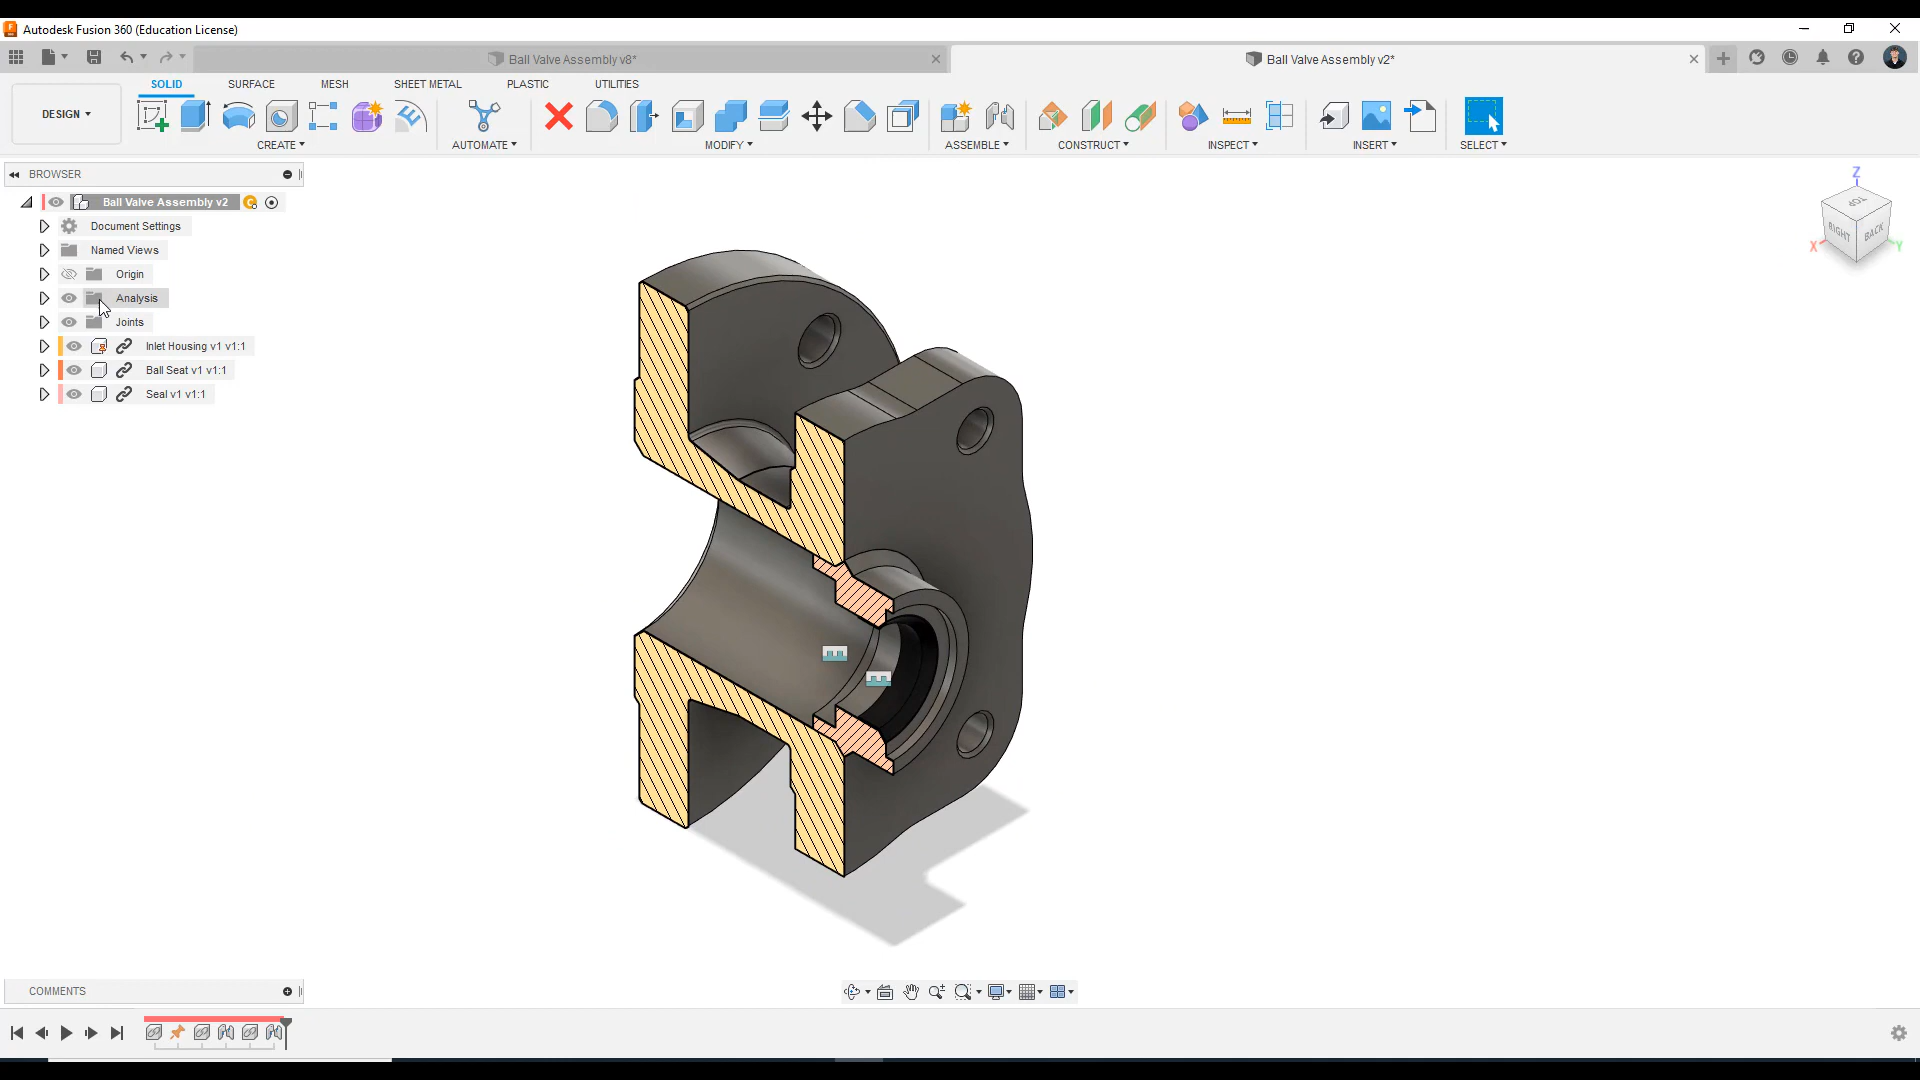 Autodesk Fusion 360 (Education License)
Ball Valve Assembly v8*
Ball Valve Assembly v2*
SOLID
SURFACE
MESH
SHEET METAL
PLASTIC
UTILITIES
DESIGN
CREATE
AUTOMATE
MODIFY
ASSEMBLE
CONSTRUCT
INSPECT
INSERT
SELECT
BROWSER
Ball Valve Assembly v2
Document Settings
Named Views
Origin
Analysis
Joints
Inlet Housing v1 v1:1
Ball Seat v1 v1:1
Seal v1 v1:1
Z
TOP
RIGHT
BACK
X
Y
COMMENTS